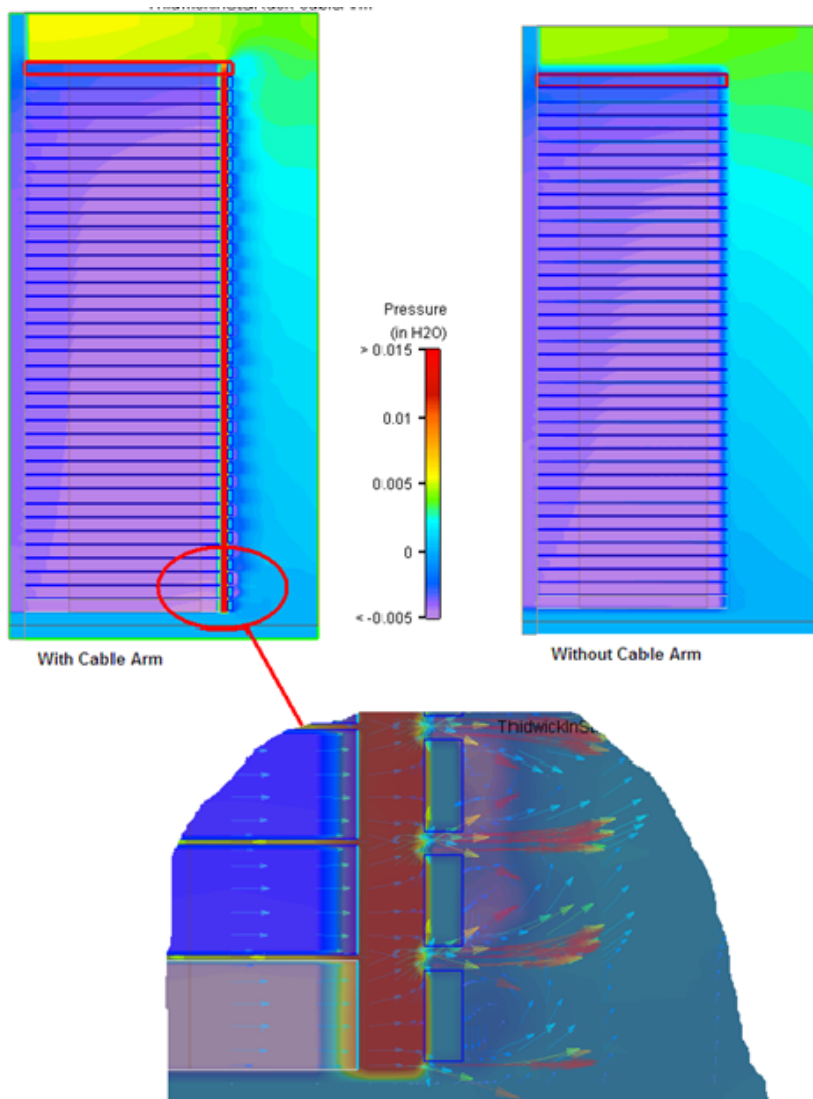 Pressure
(in H2O)
> 0.015
0.01
0.005
0
< -0.005
With Cable Arm
Without Cable Arm